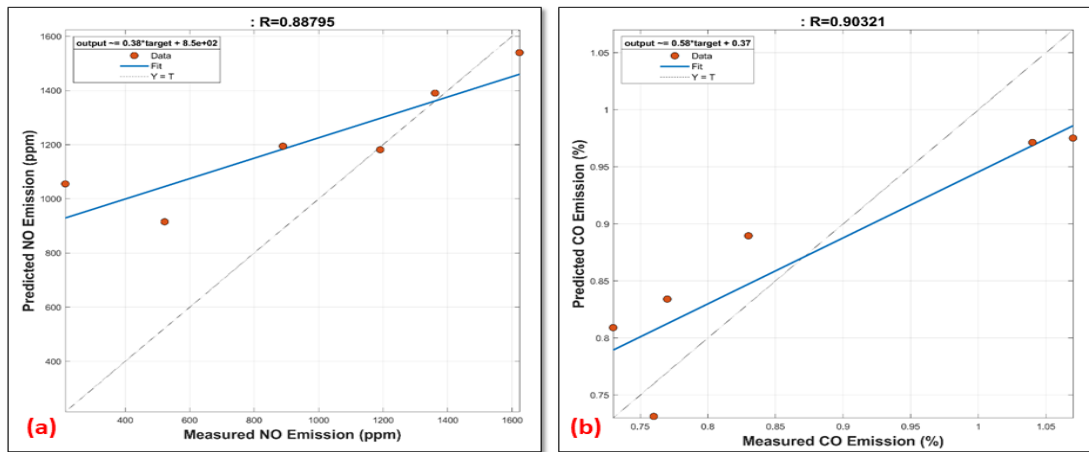 : R=0.88795
output ~= 0.38*target + 8.5e+02
Data
Fit
Y = T
1600
1400
1200
1000
800
600
400
Predicted NO Emission (ppm)
400
600
800
1000
1200
1400
1600
Measured NO Emission (ppm)
(a)
: R=0.90321
output ~= 0.58*target + 0.37
Data
Fit
Y = T
1.05
1
0.95
0.9
0.85
0.8
0.75
Predicted CO Emission (%)
0.75
0.8
0.85
0.9
0.95
1
1.05
Measured CO Emission (%)
(b)